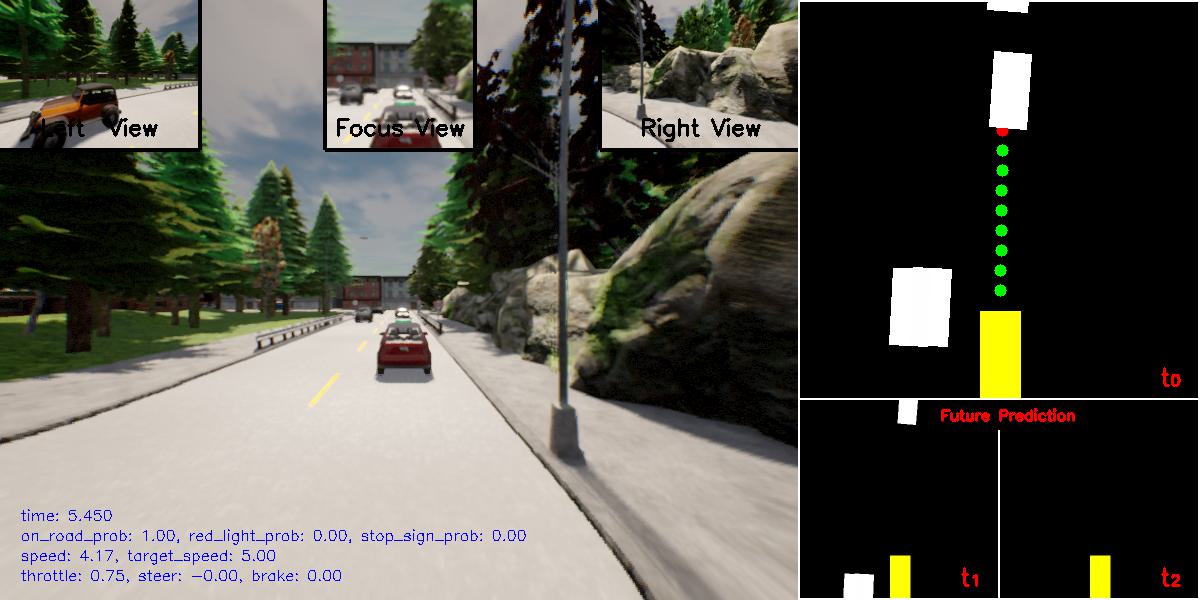 Left View
Focus View
Right View
t0
Future Prediction
t1
t2
time: 5.450
on_road_prob: 1.00, red_light_prob: 0.00, stop_sign_prob: 0.00
speed: 4.17, target_speed: 5.00
throttle: 0.75, steer: −0.00, brake: 0.00